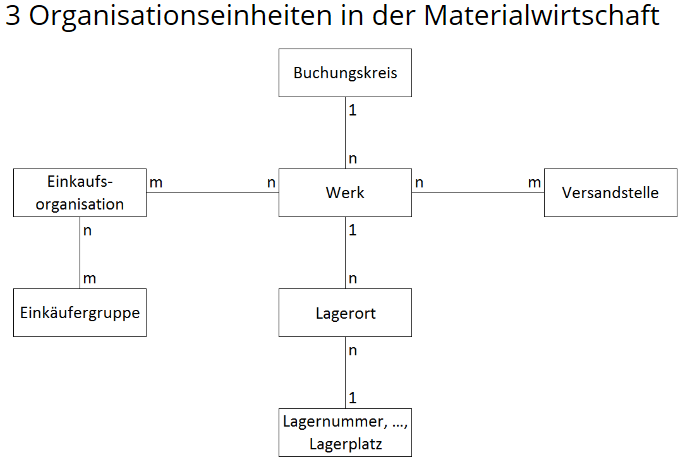 3 Organisationseinheiten in der Materialwirtschaft
Buchungskreis
1
n
Einkaufs-
organisation
m
n
Werk
n
m
Versandstelle
n
1
m
n
Einkäufergruppe
Lagerort
n
1
Lagernummer, ...,
Lagerplatz